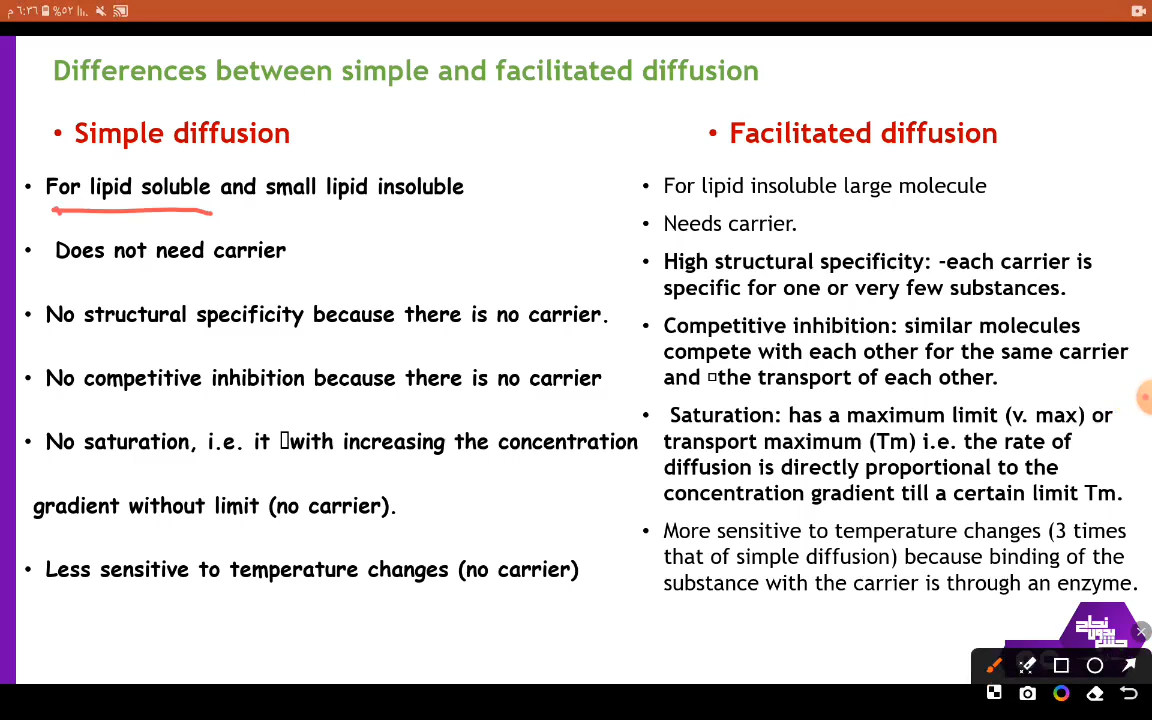 ٦:٣٦ م ٥٢%
Differences between simple and facilitated diffusion
• Simple diffusion
• For lipid soluble and small lipid insoluble
• Does not need carrier
• No structural specificity because there is no carrier.
• No competitive inhibition because there is no carrier
• No saturation, i.e. it with increasing the concentration
gradient without limit (no carrier).
• Less sensitive to temperature changes (no carrier)
• Facilitated diffusion
• For lipid insoluble large molecule
• Needs carrier.
• High structural specificity: -each carrier is
specific for one or very few substances.
• Competitive inhibition: similar molecules
compete with each other for the same carrier
and the transport of each other.
• Saturation: has a maximum limit (v. max) or
transport maximum (Tm) i.e. the rate of
diffusion is directly proportional to the
concentration gradient till a certain limit Tm.
• More sensitive to temperature changes (3 times
that of simple diffusion) because binding of the
substance with the carrier is through an enzyme.